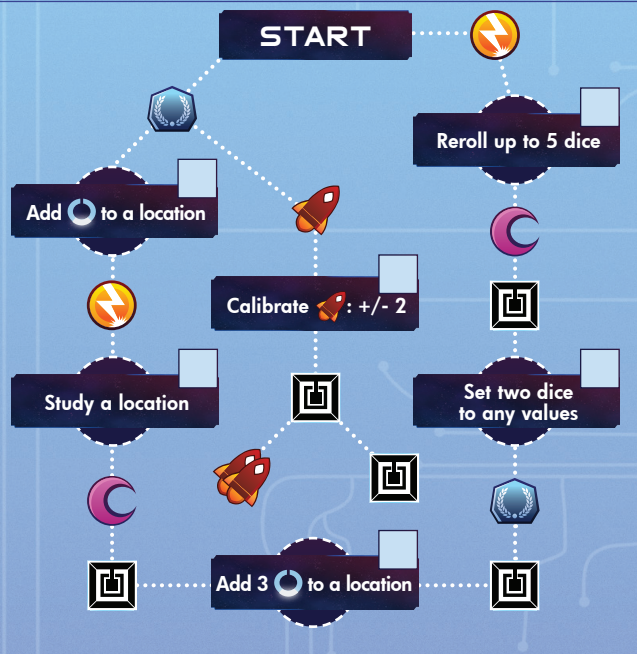 START
Reroll up to 5 dice
Add to a location
Calibrate : +/- 2
Study a location
Set two dice
to any values
Add 3 to a location